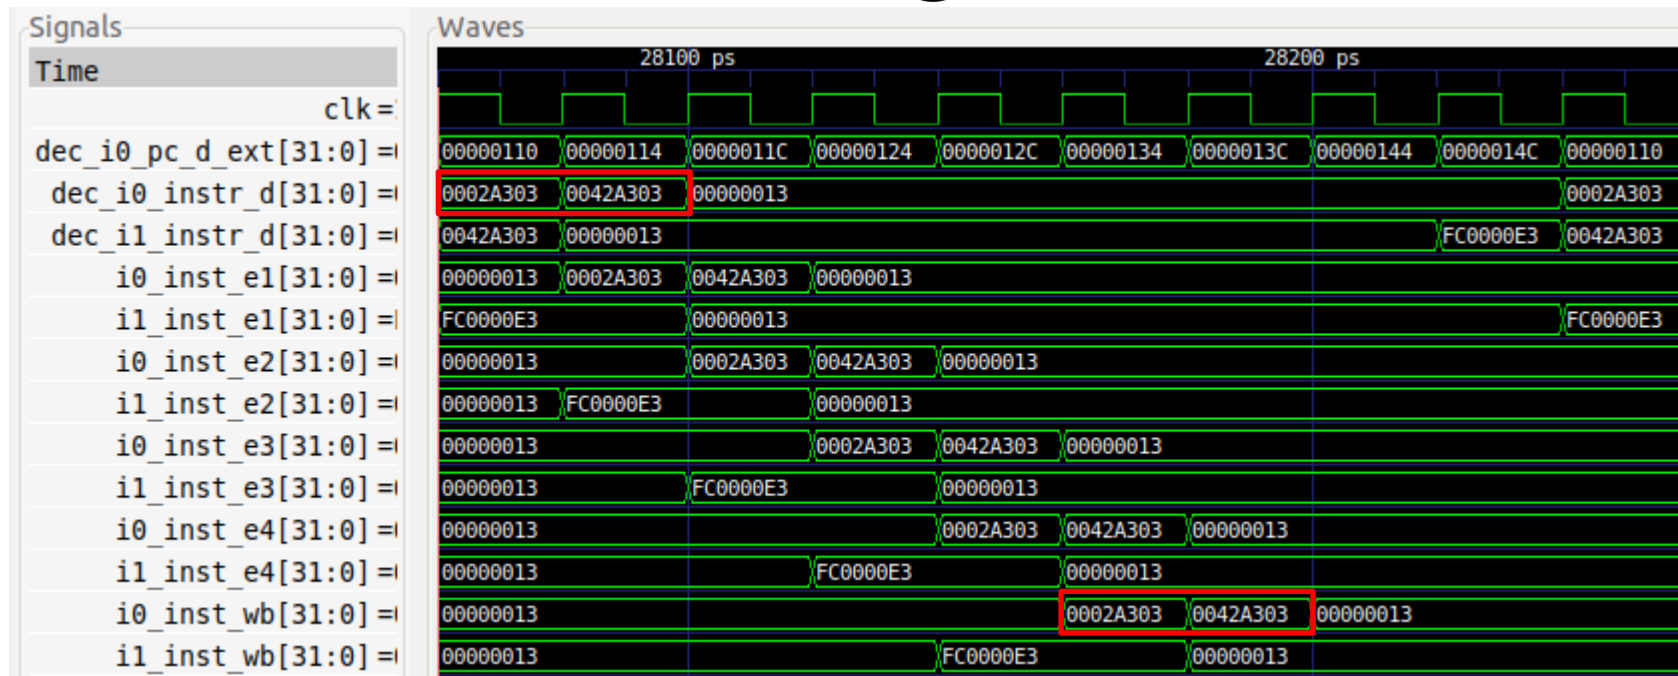 Signals
Waves
Time
28100 ps 28200 ps
clk=
dec_i0_pc_d_ext[31:0]= 00000110 00000114 0000011C 00000124 0000012C 00000134 0000013C 00000144 0000014C 00000110
dec_i0_instr_d[31:0]= 0002A303 0042A303 00000013 0002A303
dec_i1_instr_d[31:0]= 0042A303 00000013 FC0000E3 0042A303
i0_inst_e1[31:0]= 00000013 0002A303 0042A303 00000013
i1_inst_e1[31:0]= FC0000E3 00000013 FC0000E3
i0_inst_e2[31:0]= 00000013 0002A303 0042A303 00000013
i1_inst_e2[31:0]= 00000013 FC0000E3 00000013
i0_inst_e3[31:0]= 00000013 0002A303 0042A303 00000013
i1_inst_e3[31:0]= 00000013 FC0000E3 00000013
i0_inst_e4[31:0]= 00000013 0002A303 0042A303 00000013
i1_inst_e4[31:0]= 00000013 FC0000E3 00000013
i0_inst_wb[31:0]= 00000013 0002A303 0042A303 00000013
i1_inst_wb[31:0]= 00000013 FC0000E3 00000013